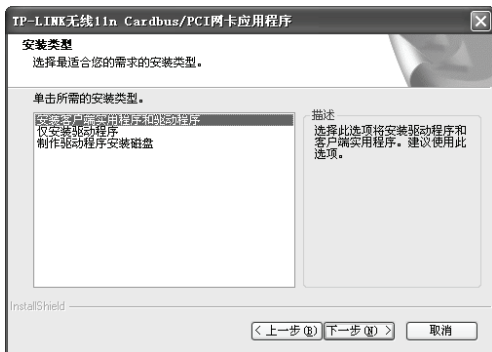 TP-LINK无线11n Cardbus/PCI网卡应用程序
安装类型
选择最适合您的需求的安装类型。
单击所需的安装类型。
安装客户端实用程序和驱动程序
仅安装驱动程序
制作驱动程序安装磁盘
描述
选择此选项将安装驱动程序和
客户端实用程序。建议使用此
选项。
InstallShield
< 上一步(B)
下一步(N) >
取消